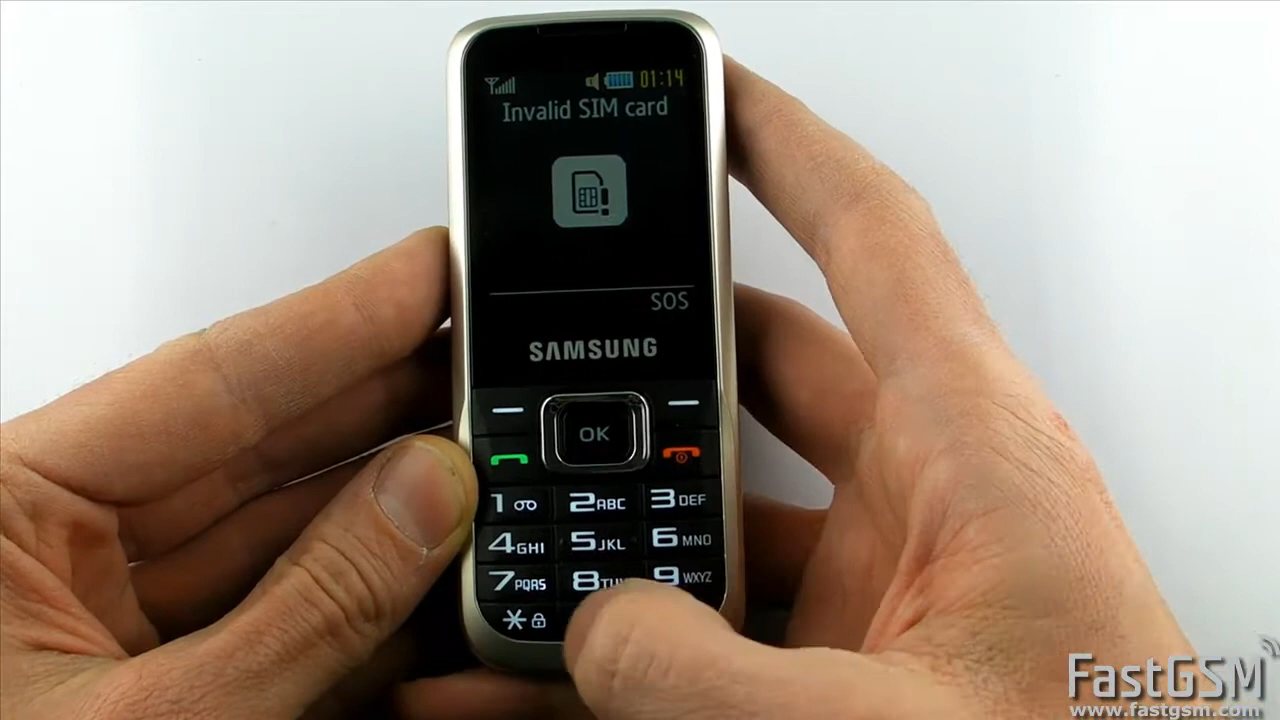 01:14
Invalid SIM card
SOS
SAMSUNG
OK
1 2ABC 3DEF
4GHI 5JKL 6MNO
7PQRS 8TU 9WXYZ
*
FastGSM
www.fastgsm.com